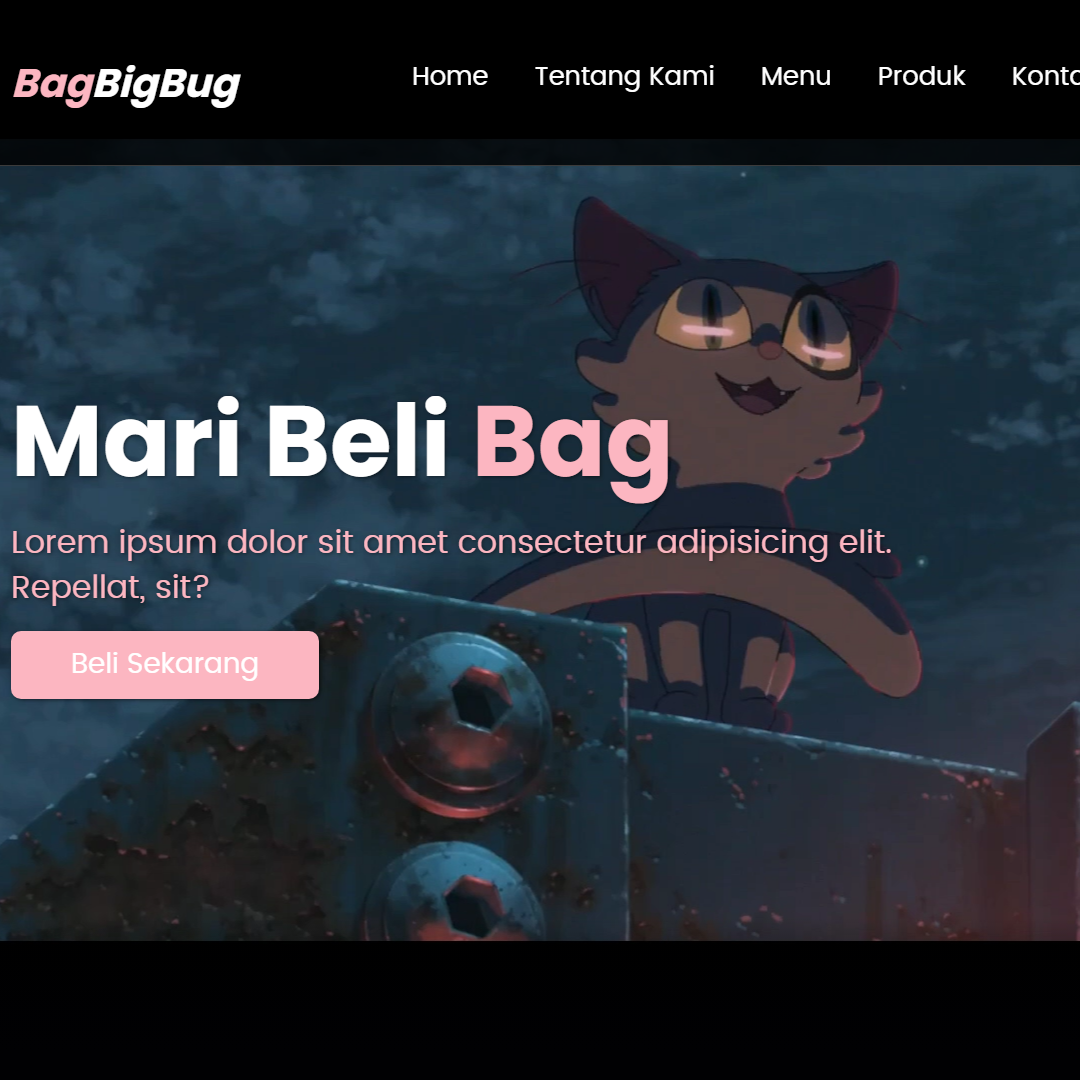 BagBigBug
Home Tentang Kami Menu Produk
Mari Beli Bag
Lorem ipsum dolor sit amet consectetur adipisicing elit.
Repellat, sit?
Beli Sekarang